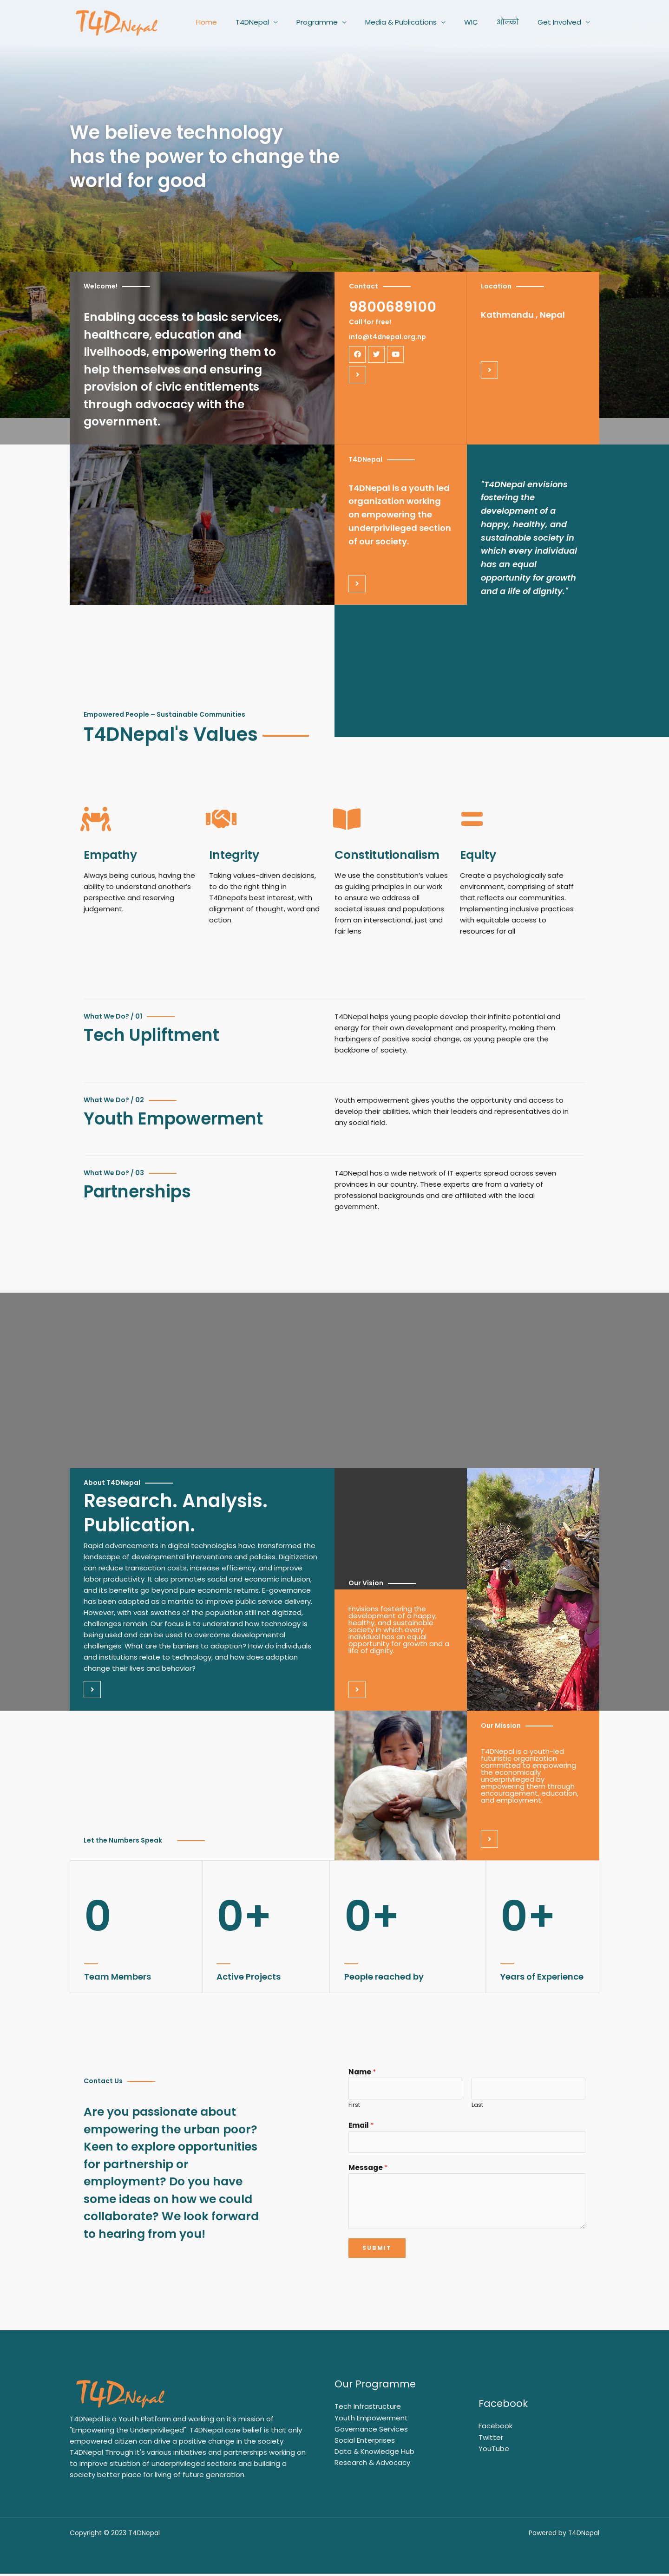 T4DNepal
Home
T4DNepal
Programme
Media & Publications
WIC
ओल्को
Get Involved
We believe technology
has the power to change the
world for good
Welcome!
Enabling access to basic services,
healthcare, education and
livelihoods, empowering them to
help themselves and ensuring
provision of civic entitlements
through advocacy with the
government.
Contact
9800689100
Call for free!
info@t4dnepal.org.np
Location
Kathmandu , Nepal
T4DNepal
T4DNepal is a youth led
organization working
on empowering the
underprivileged section
of our society.
"T4DNepal envisions
fostering the
development of a
happy, healthy, and
sustainable society in
which every individual
has an equal
opportunity for growth
and a life of dignity."
Empowered People – Sustainable Communities
T4DNepal's Values
Empathy
Always being curious, having the
ability to understand another's
perspective and reserving
judgement.
Integrity
Taking values-driven decisions,
to do the right thing in
T4DNepal's best interest, with
alignment of thought, word and
action.
Constitutionalism
We use the constitution's values
as guiding principles in our work
to ensure we address all
societal issues and populations
from an intersectional, just and
fair lens
Equity
Create a psychologically safe
environment, comprising of staff
that reflects our communities.
Implementing inclusive practices
with equitable access to
resources for all
What We Do? / 01
Tech Upliftment
T4DNepal helps young people develop their infinite potential and
energy for their own development and prosperity, making them
harbingers of positive social change, as young people are the
backbone of society.
What We Do? / 02
Youth Empowerment
Youth empowerment gives youths the opportunity and access to
develop their abilities, which their leaders and representatives do in
any social field.
What We Do? / 03
Partnerships
T4DNepal has a wide network of IT experts spread across seven
provinces in our country. These experts are from a variety of
professional backgrounds and are affiliated with the local
government.
About T4DNepal
Research. Analysis.
Publication.
Rapid advancements in digital technologies have transformed the
landscape of developmental interventions and policies. Digitization
can reduce transaction costs, increase efficiency, and improve
labor productivity. It also promotes social and economic inclusion,
and its benefits go beyond pure economic returns. E-governance
has been adopted as a mantra to improve public service delivery.
However, with vast swathes of the population still not digitized,
challenges remain. Our focus is to understand how technology is
being used and can be used to overcome developmental
challenges. What are the barriers to adoption? How do individuals
and institutions relate to technology, and how does adoption
change their lives and behavior?
Our Vision
Envisions fostering the
development of a happy,
healthy, and sustainable
society in which every
individual has an equal
opportunity for growth and a
life of dignity.
Our Mission
T4DNepal is a youth-led
futuristic organization
committed to empowering
the economically
underprivileged by
empowering them through
encouragement, education,
and employment.
Let the Numbers Speak
0
Team Members
0+
Active Projects
0+
People reached by
0+
Years of Experience
Contact Us
Are you passionate about
empowering the urban poor?
Keen to explore opportunities
for partnership or
employment? Do you have
some ideas on how we could
collaborate? We look forward
to hearing from you!
Name *
First
Last
Email *
Message *
SUBMIT
T4DNepal
T4DNepal is a Youth Platform and working on it's mission of
"Empowering the Underprivileged". T4DNepal core belief is that only
empowered citizen can drive a positive change in the society.
T4DNepal Through it's various initiatives and partnerships working on
to improve situation of underprivileged sections and building a
society better place for living of future generation.
Our Programme
Tech Infrastructure
Youth Empowerment
Governance Services
Social Enterprises
Data & Knowledge Hub
Research & Advocacy
Facebook
Facebook
Twitter
YouTube
Copyright © 2023 T4DNepal
Powered by T4DNepal